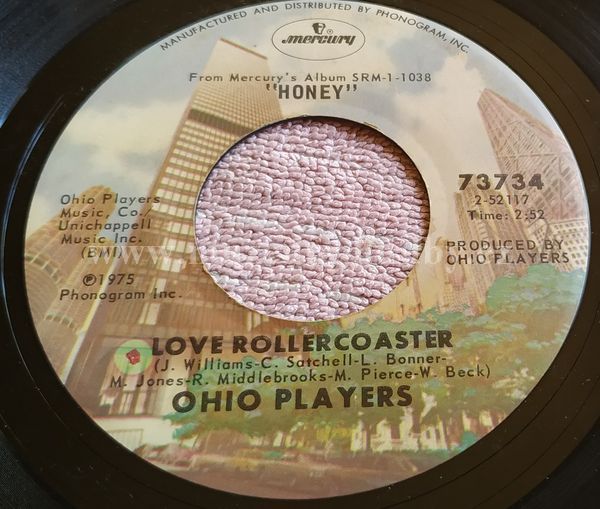 MANUFACTURED AND DISTRIBUTED BY PHONOGRAM, INC.
mercury
From Mercury's Album SRM-1-1038
"HONEY"
73734
2-52117
Time: 2:52
Ohio Players
Music, Co./
Unichappell
Music Inc.
(BMI)
PRODUCED BY
OHIO PLAYERS
©1975
Phonogram Inc.
LOVE ROLLERCOASTER
(J. Williams-C. Satchell-L. Bonner-
M. Jones-R. Middlebrooks-M. Pierce-W. Beck)
OHIO PLAYERS